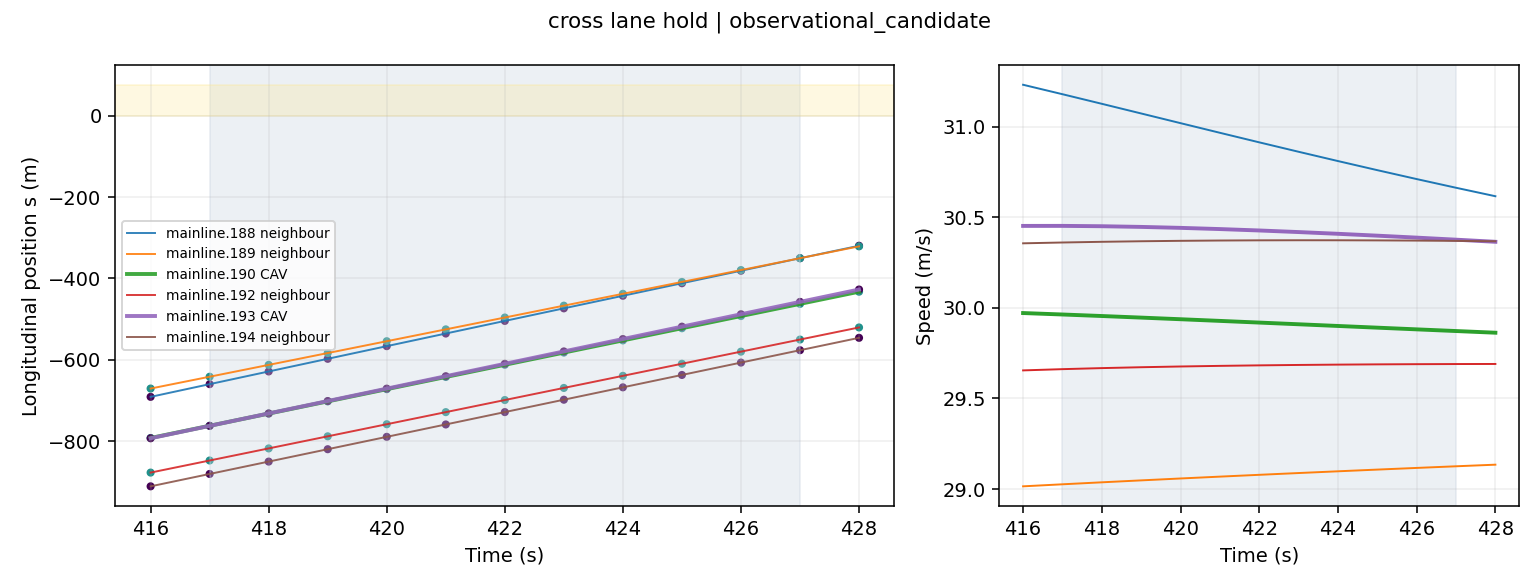 cross lane hold | observational_candidate
Longitudinal position s (m)
0
−200
−400
−600
−800
mainline.188 neighbour
mainline.189 neighbour
mainline.190 CAV
mainline.192 neighbour
mainline.193 CAV
mainline.194 neighbour
416 418 420 422 424 426 428
Time (s)
Speed (m/s)
31.0
30.5
30.0
29.5
29.0
416 418 420 422 424 426 428
Time (s)